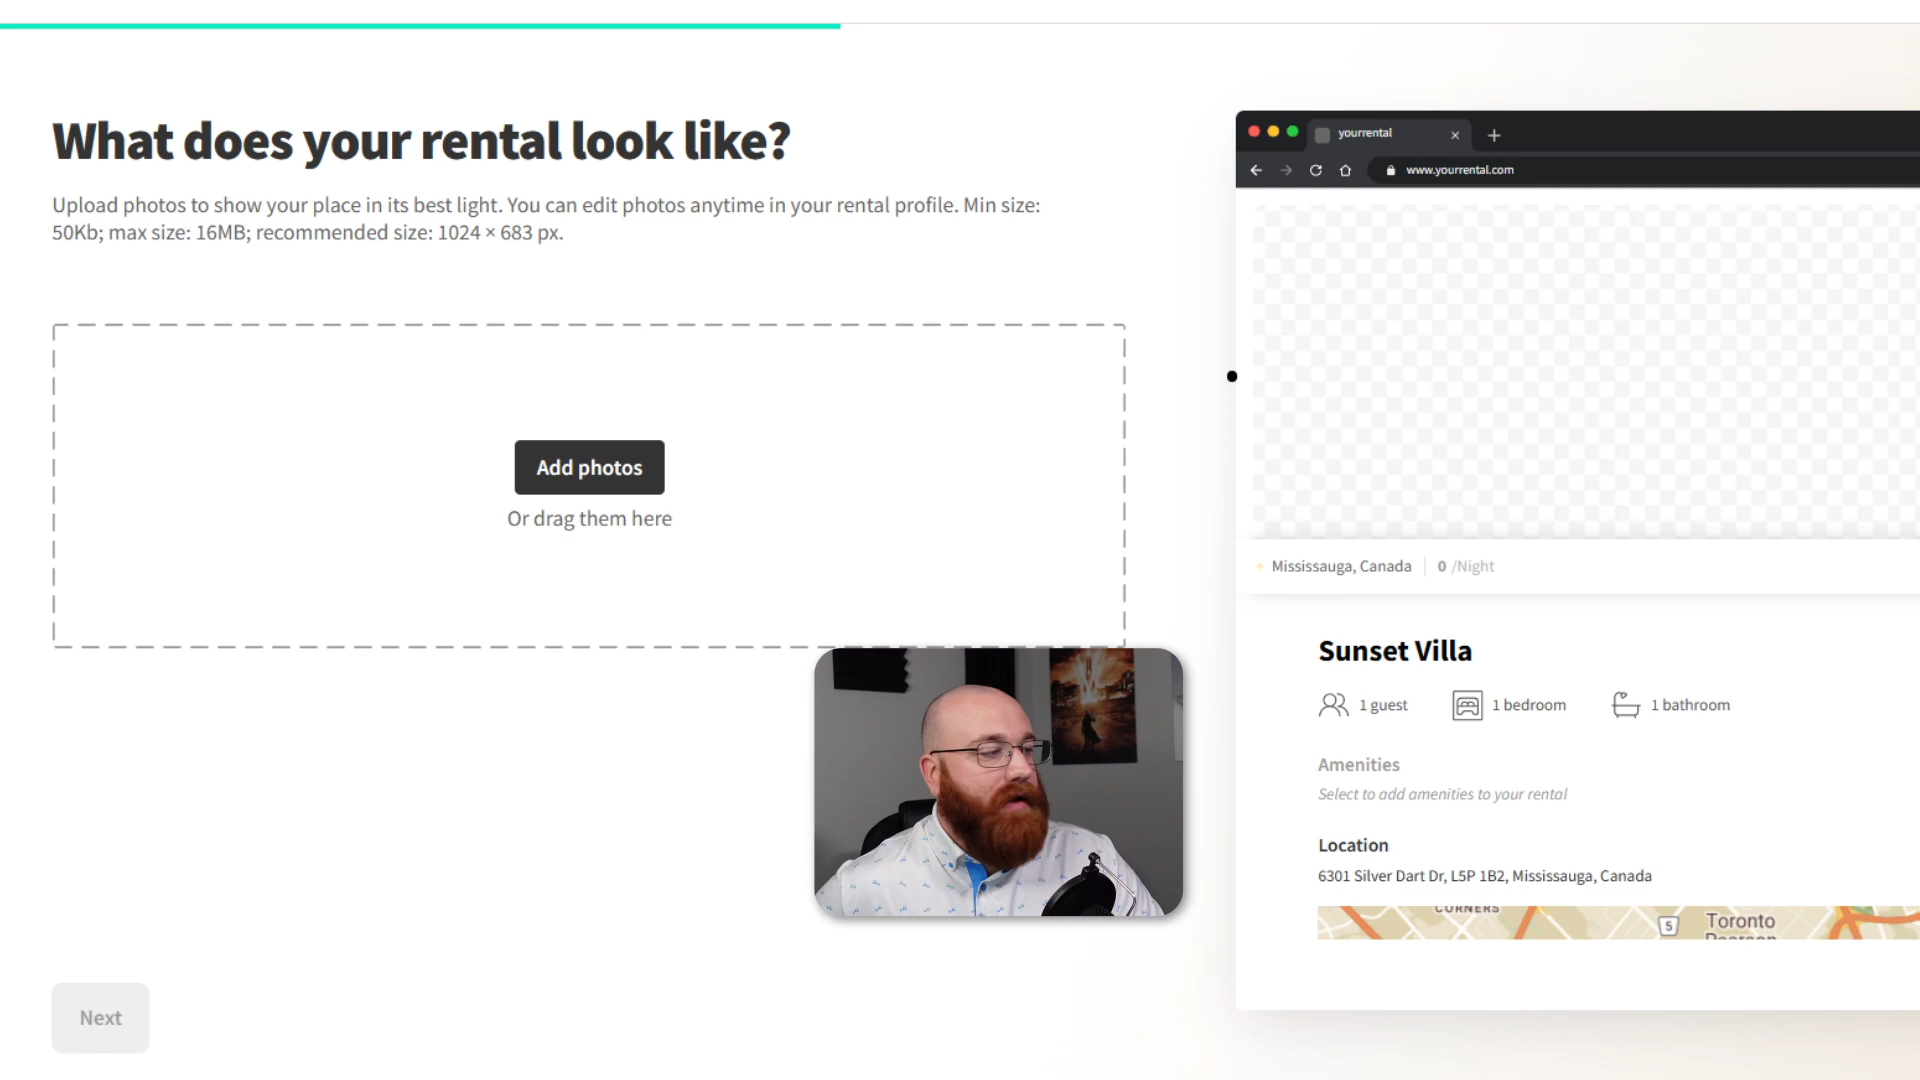 What does your rental look like?
Upload photos to show your place in its best light. You can edit photos anytime in your rental profile. Min size:
50Kb; max size: 16MB; recommended size: 1024 × 683 px.
Add photos
Or drag them here
Next
yourrental
www.yourrental.com
Mississauga, Canada
0 /Night
Sunset Villa
1 guest
1 bedroom
1 bathroom
Amenities
Select to add amenities to your rental
Location
6301 Silver Dart Dr, L5P 1B2, Mississauga, Canada
CORNERS
5
Toronto
Pearson